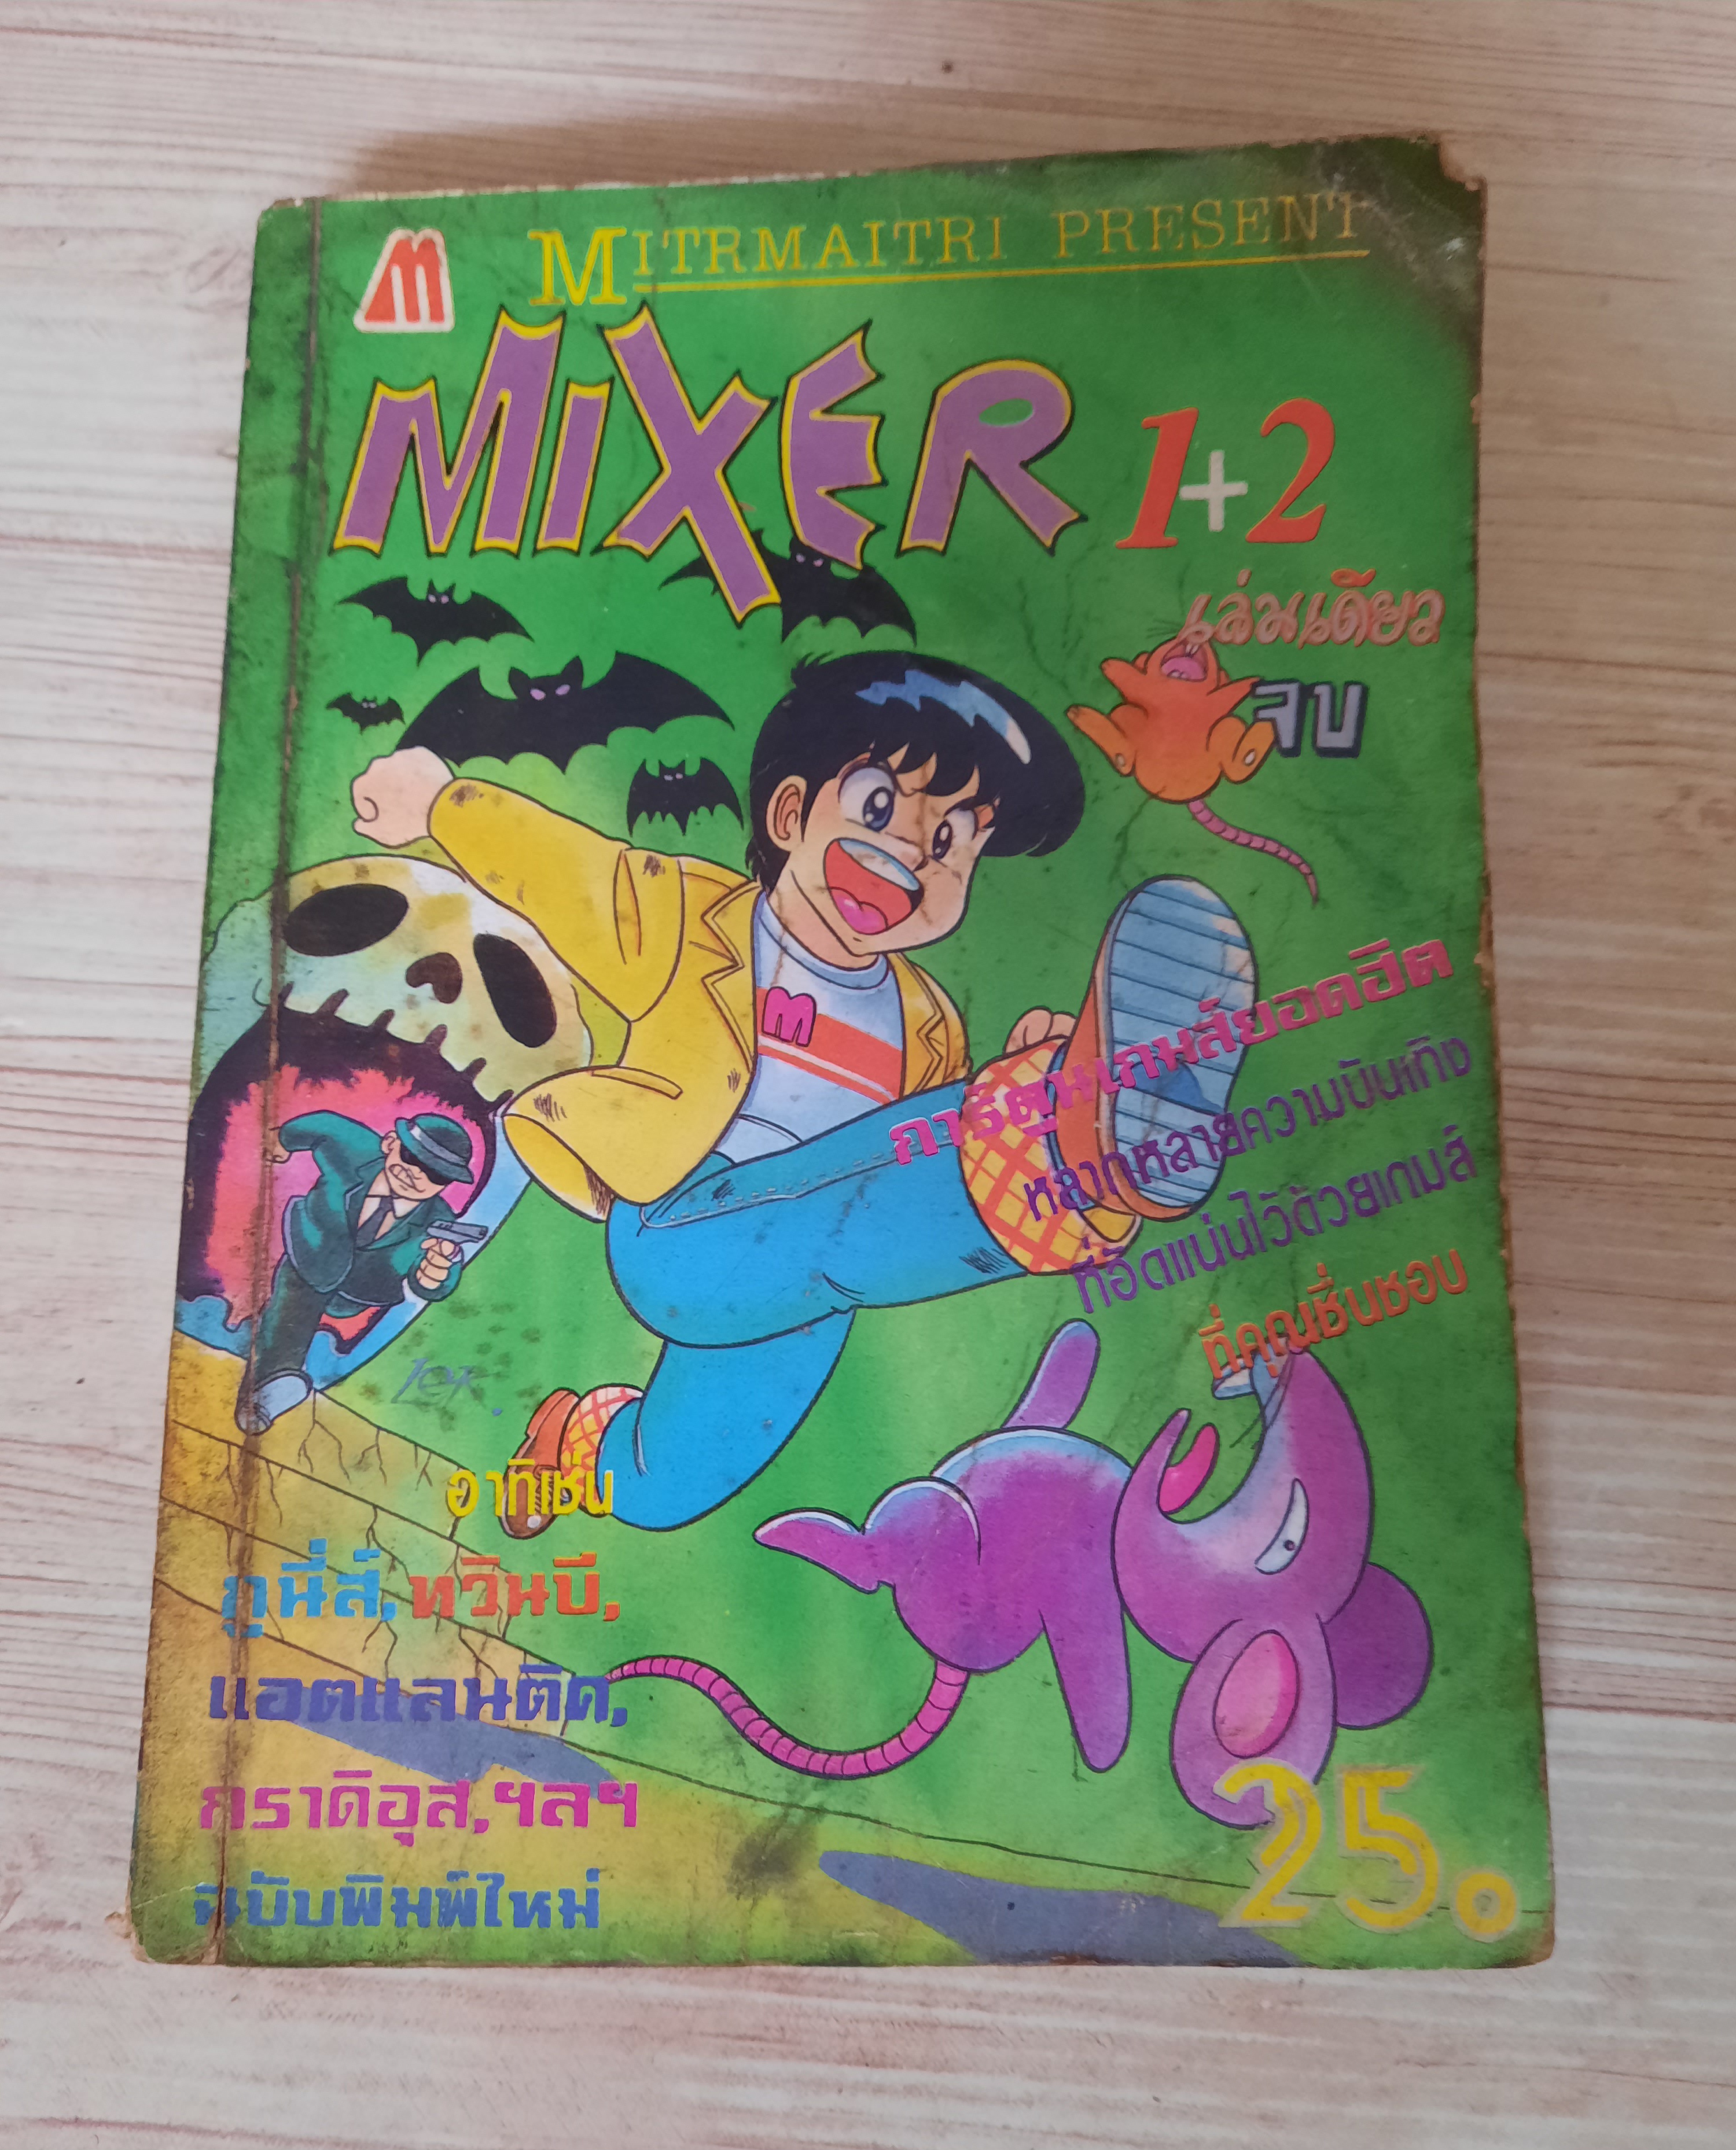 M
MITRMAITRI PRESENT
MIXER 1+2
เล่มเดียว
จบ
M
การ์ตูนเกมส์ยอดฮิต
หลากหลายความบันเทิง
ที่อัดแน่นไว้ด้วยเกมส์
ที่คุณชื่นชอบ
อาทิเช่น
กูนี่ส์, ทวินบี,
แอตแลนติค,
กราดิอุส, ฯลฯ
ฉบับพิมพ์ใหม่
25.